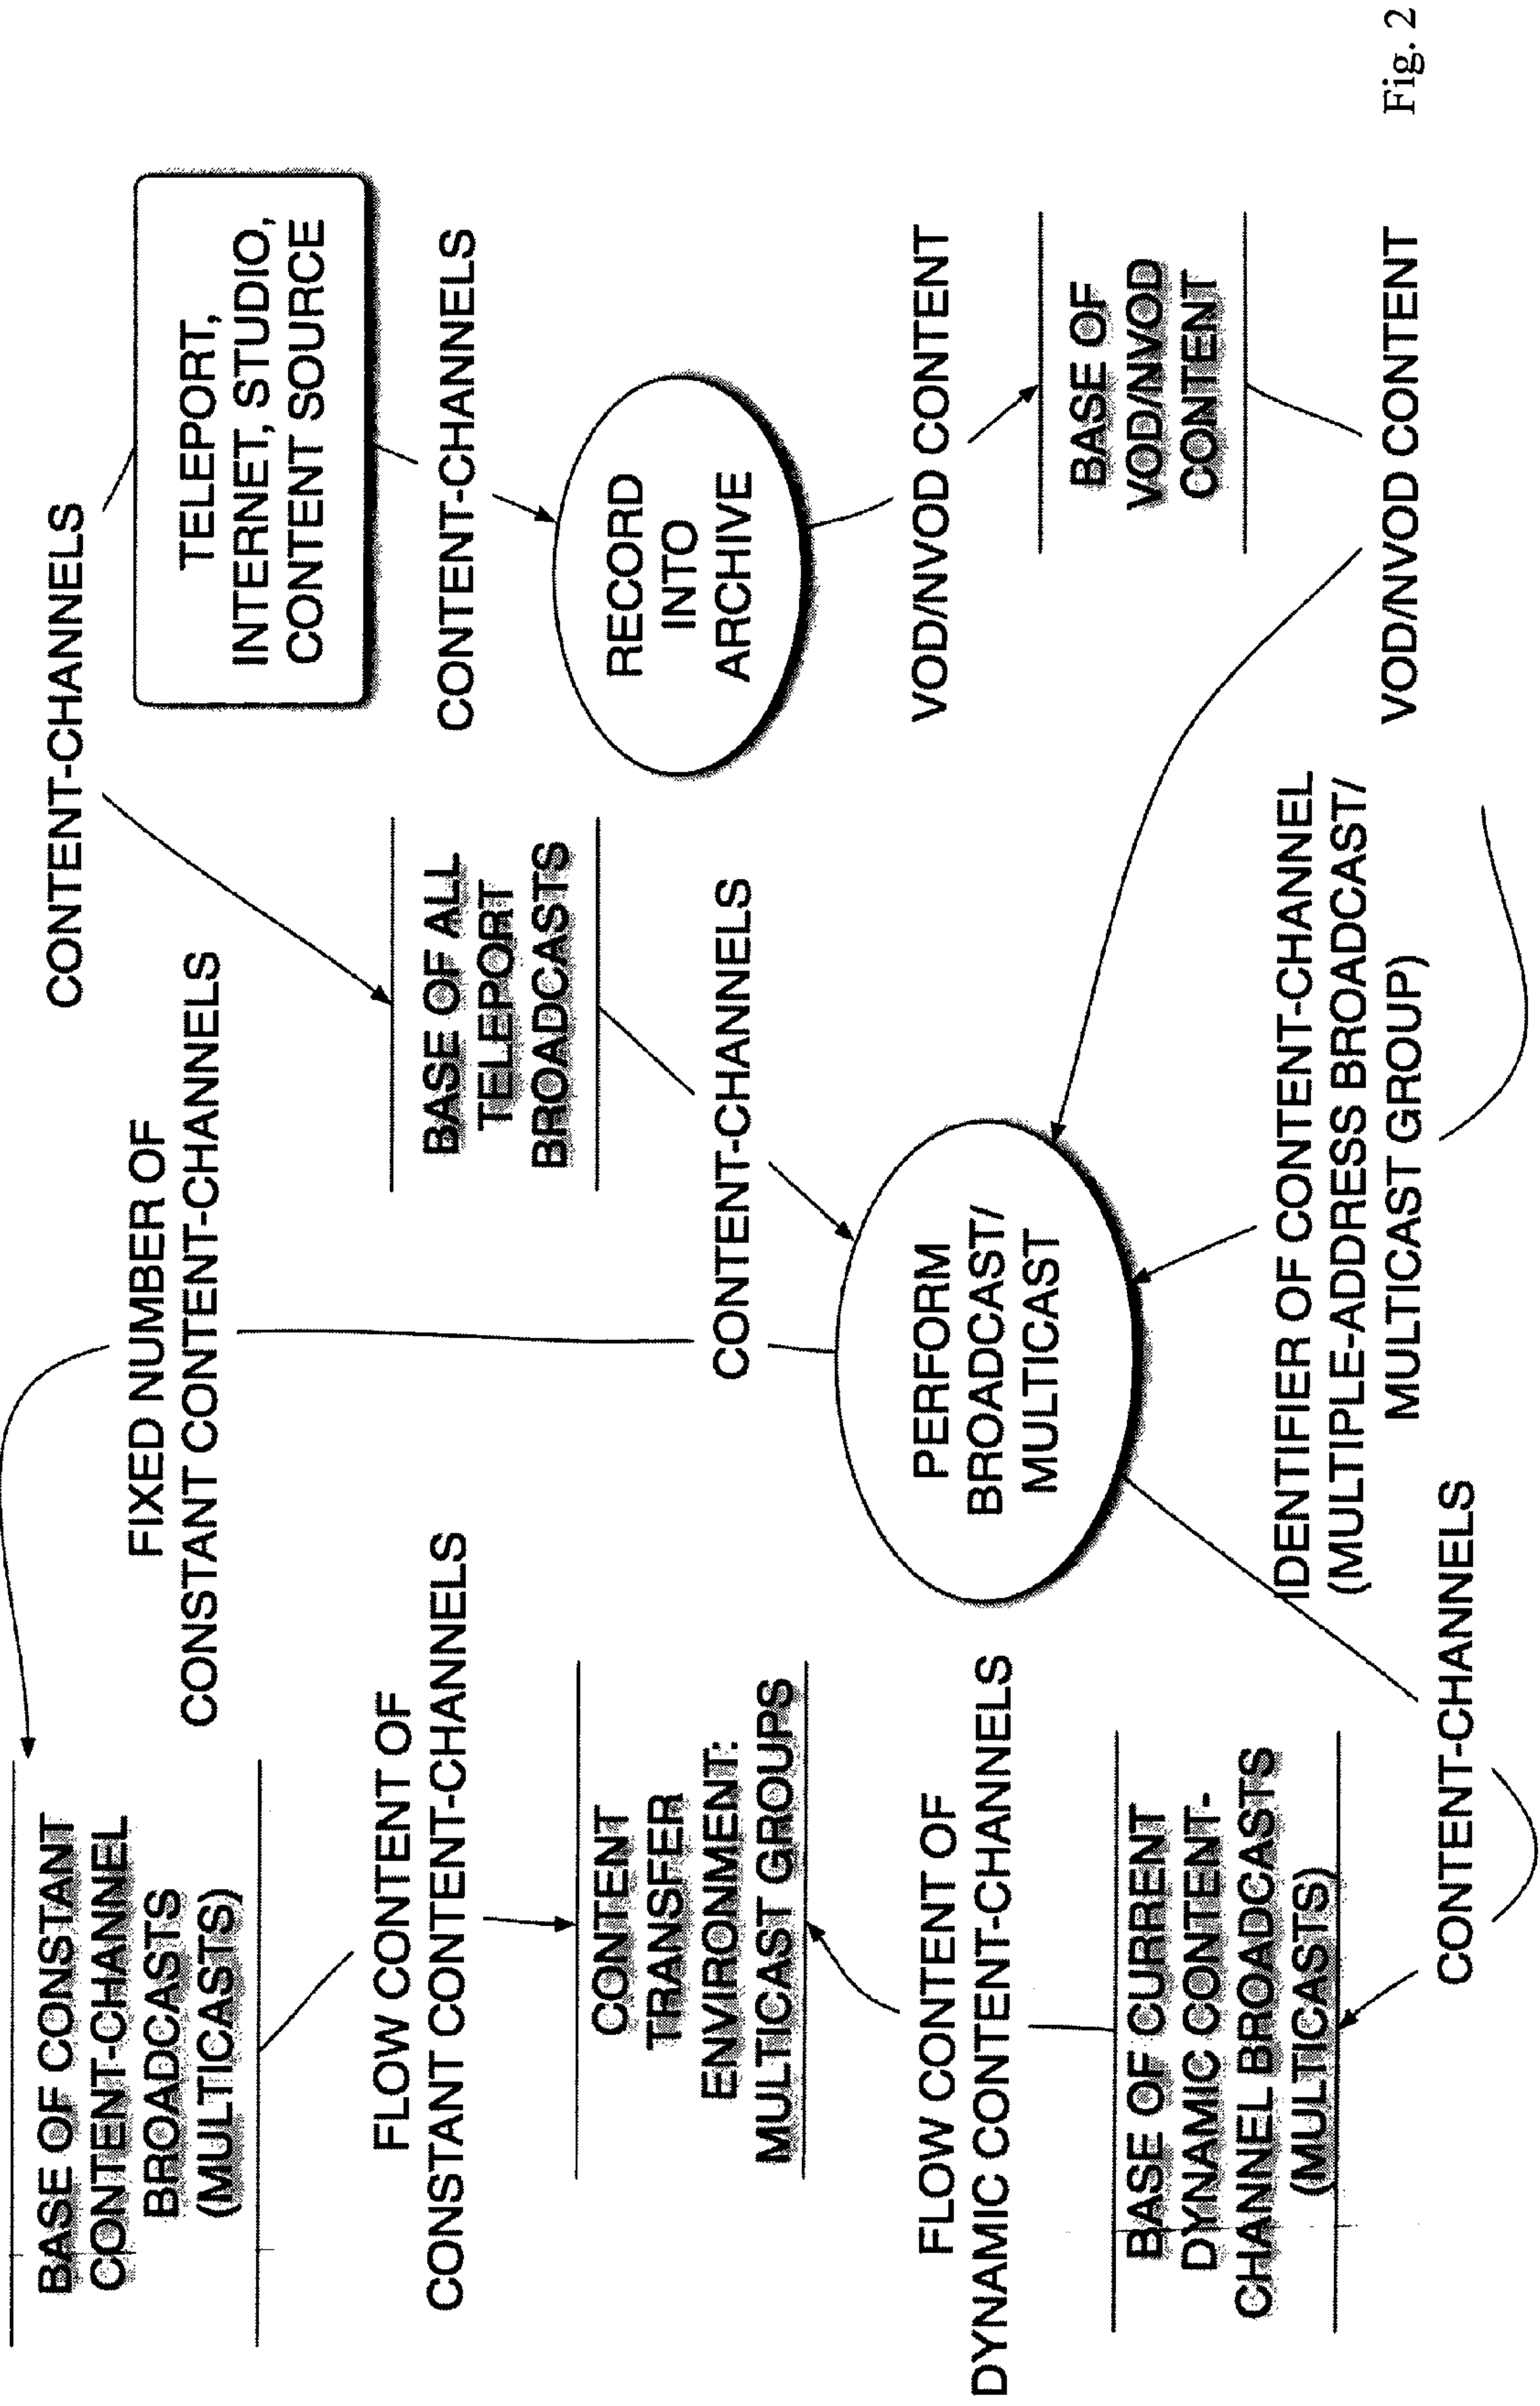 BASE OF CONSTANT
CONTENT-CHANNEL
BROADCASTS
(MULTICASTS)
FIXED NUMBER OF
CONSTANT CONTENT-CHANNELS
CONTENT-CHANNELS
TELEPORT,
INTERNET, STUDIO,
CONTENT SOURCE
FLOW CONTENT OF
CONSTANT CONTENT-CHANNELS
BASE OF ALL
TELEPORT
BROADCASTS
CONTENT-CHANNELS
CONTENT
TRANSFER
ENVIRONMENT:
MULTICAST GROUPS
CONTENT-CHANNELS
RECORD
INTO
ARCHIVE
FLOW CONTENT OF
DYNAMIC CONTENT-CHANNELS
PERFORM
BROADCAST/
MULTICAST
VOD/NVOD CONTENT
BASE OF CURRENT
DYNAMIC CONTENT-
CHANNEL BROADCASTS
(MULTICASTS)
IDENTIFIER OF CONTENT-CHANNEL
(MULTIPLE-ADDRESS BROADCAST/
MULTICAST GROUP)
BASE OF
VOD/NVOD
CONTENT
CONTENT-CHANNELS
VOD/NVOD CONTENT
Fig. 2